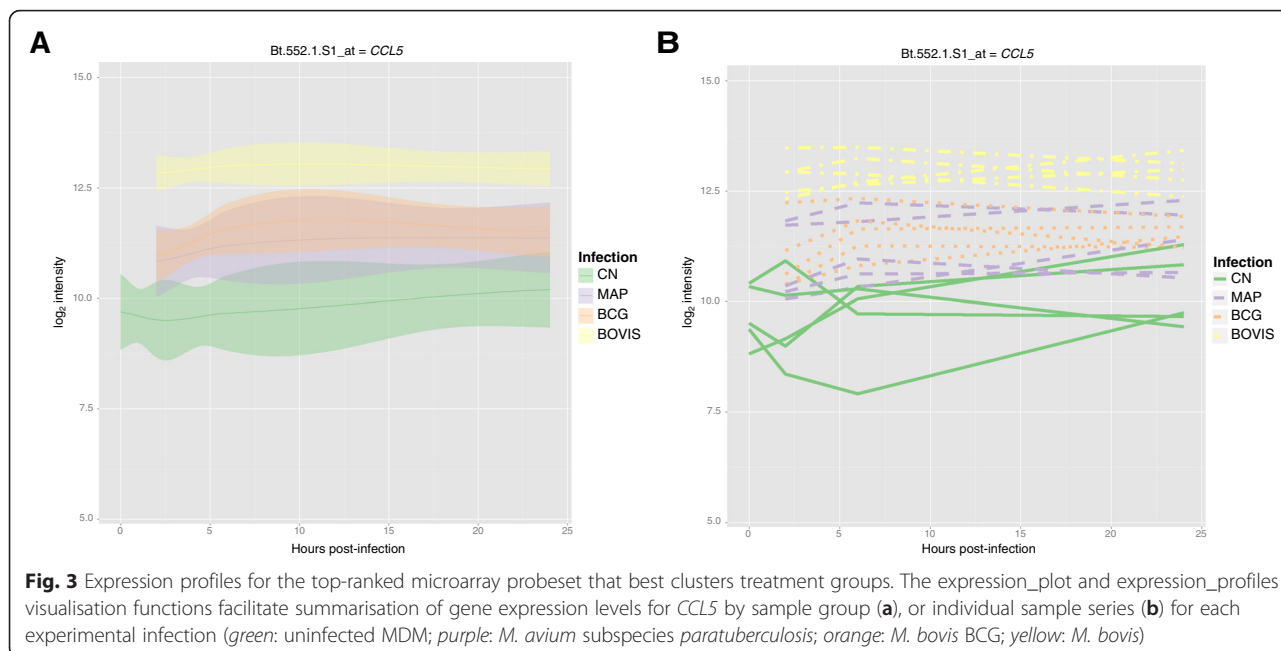 A
Bt.552.1.S1_at = CCL5
15.0
12.5
10.0
7.5
5.0
log2 intensity
0
5
10
15
20
25
Hours post-infection
Infection
CN
MAP
BCG
BOVIS
B
Bt.552.1.S1_at = CCL5
15.0
12.5
10.0
7.5
5.0
log2 intensity
0
5
10
15
20
25
Hours post-infection
Infection
CN
MAP
BCG
BOVIS
Fig. 3 Expression profiles for the top-ranked microarray probeset that best clusters treatment groups. The expression_plot and expression_profiles
visualisation functions facilitate summarisation of gene expression levels for CCL5 by sample group (a), or individual sample series (b) for each
experimental infection (green: uninfected MDM; purple: M. avium subspecies paratuberculosis; orange: M. bovis BCG; yellow: M. bovis)